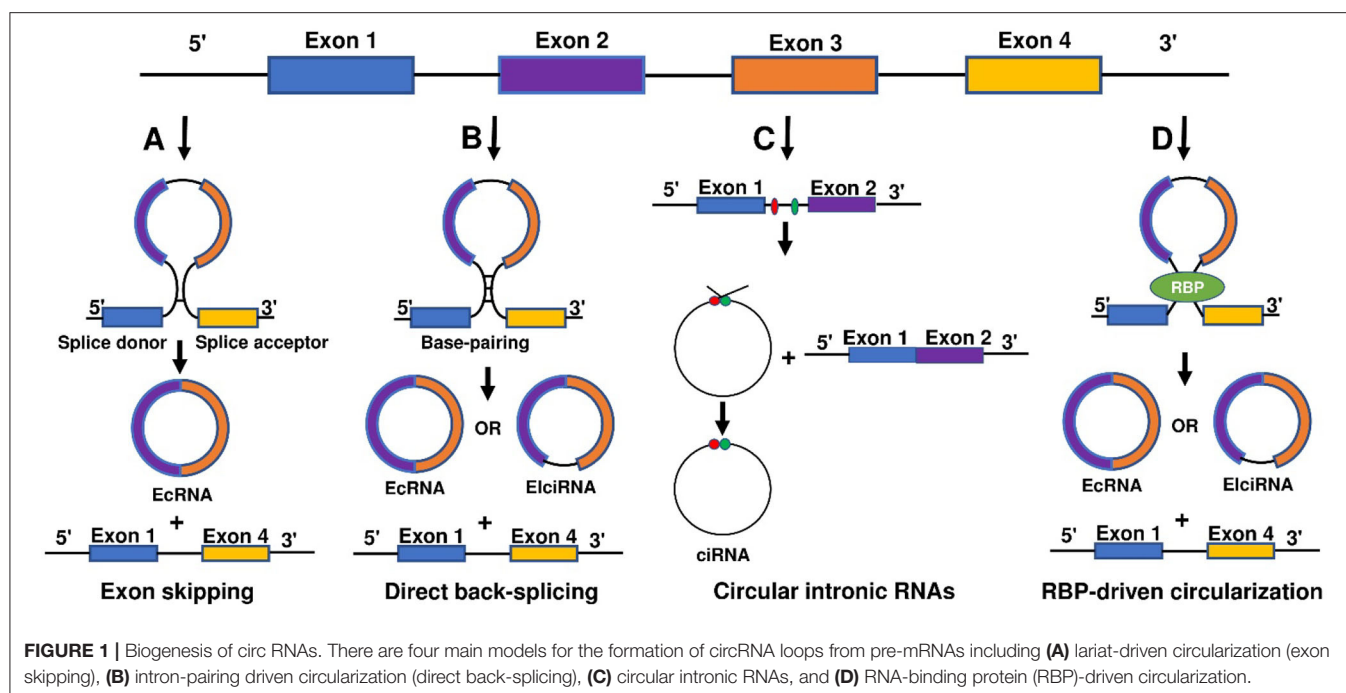 5' Exon 1 Exon 2 Exon 3 Exon 4 3'
A
B
C
D
5' Exon 1 Exon 2 3'
RBP
5' 3'
Splice donor Splice acceptor
5' 3'
Base-pairing
5' 3'
5' Exon 1 Exon 2 3'
+
EcRNA
OR
EcRNA ElciRNA
ciRNA
OR
EcRNA ElciRNA
+
5' Exon 1 Exon 4 3'
+
5' Exon 1 Exon 4 3'
+
5' Exon 1 Exon 4 3'
Exon skipping
Direct back-splicing
Circular intronic RNAs
RBP-driven circularization
FIGURE 1 | Biogenesis of circ RNAs. There are four main models for the formation of circRNA loops from pre-mRNAs including (A) lariat-driven circularization (exon
skipping), (B) intron-pairing driven circularization (direct back-splicing), (C) circular intronic RNAs, and (D) RNA-binding protein (RBP)-driven circularization.